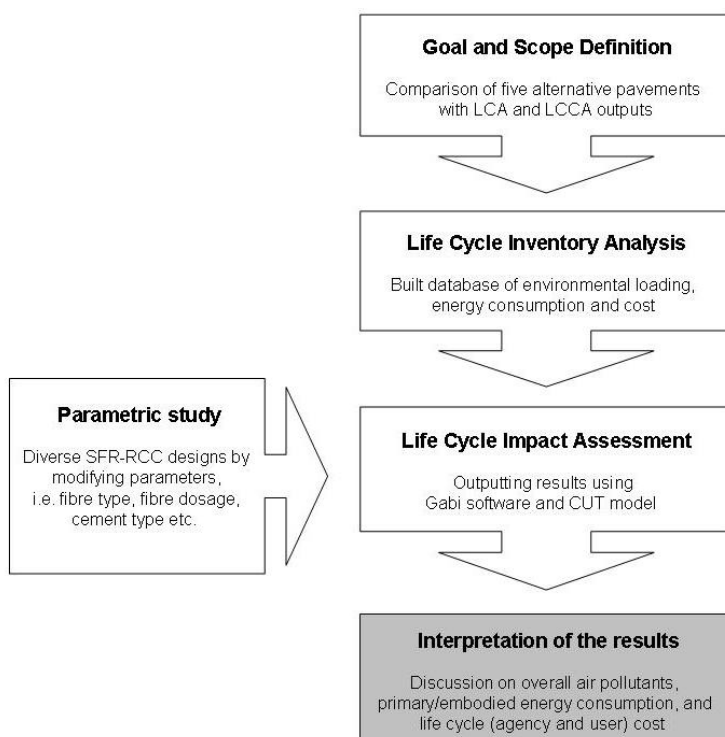 Goal and Scope Definition
Comparison of five alternative pavements
with LCA and LCCA outputs
Life Cycle Inventory Analysis
Built database of environmental loading,
energy consumption and cost
Parametric study
Diverse SFR-RCC designs by
modifying parameters,
i.e. fibre type, fibre dosage,
cement type etc.
Life Cycle Impact Assessment
Outputting results using
Gabi software and CUT model
Interpretation of the results
Discussion on overall air pollutants,
primary/embodied energy consumption, and
life cycle (agency and user) cost